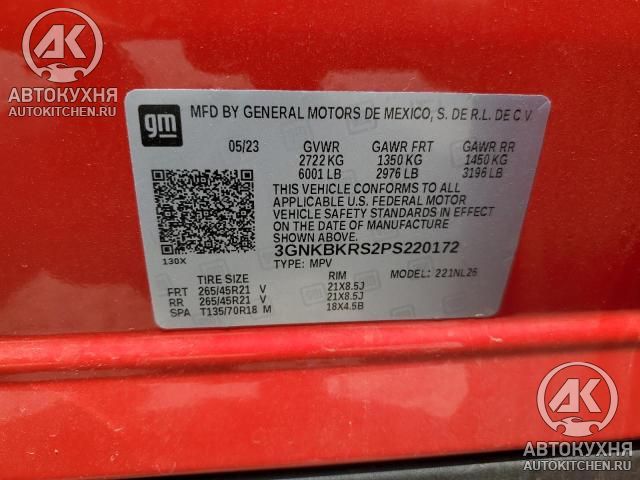 AK
АВТОКУХНЯ
AUTOKITCHEN.RU
gm
MFD BY GENERAL MOTORS DE MEXICO, S. DE R.L. DE C.V.
05/23 GVWR GAWR FRT GAWR RR
2722 KG 1350 KG 1450 KG
6001 LB 2976 LB 3196 LB
THIS VEHICLE CONFORMS TO ALL
APPLICABLE U.S. FEDERAL MOTOR
VEHICLE SAFETY STANDARDS IN EFFECT
ON THE DATE OF MANUFACTURE
SHOWN ABOVE.
3GNKBKRS2PS220172
130X TYPE: MPV MODEL: 221NL26
TIRE SIZE RIM
FRT 265/45R21 V 21X8.5J
RR 265/45R21 V 21X8.5J
SPA T135/70R18 M 18X4.5B
AK
АВТОКУХНЯ
AUTOKITCHEN.RU